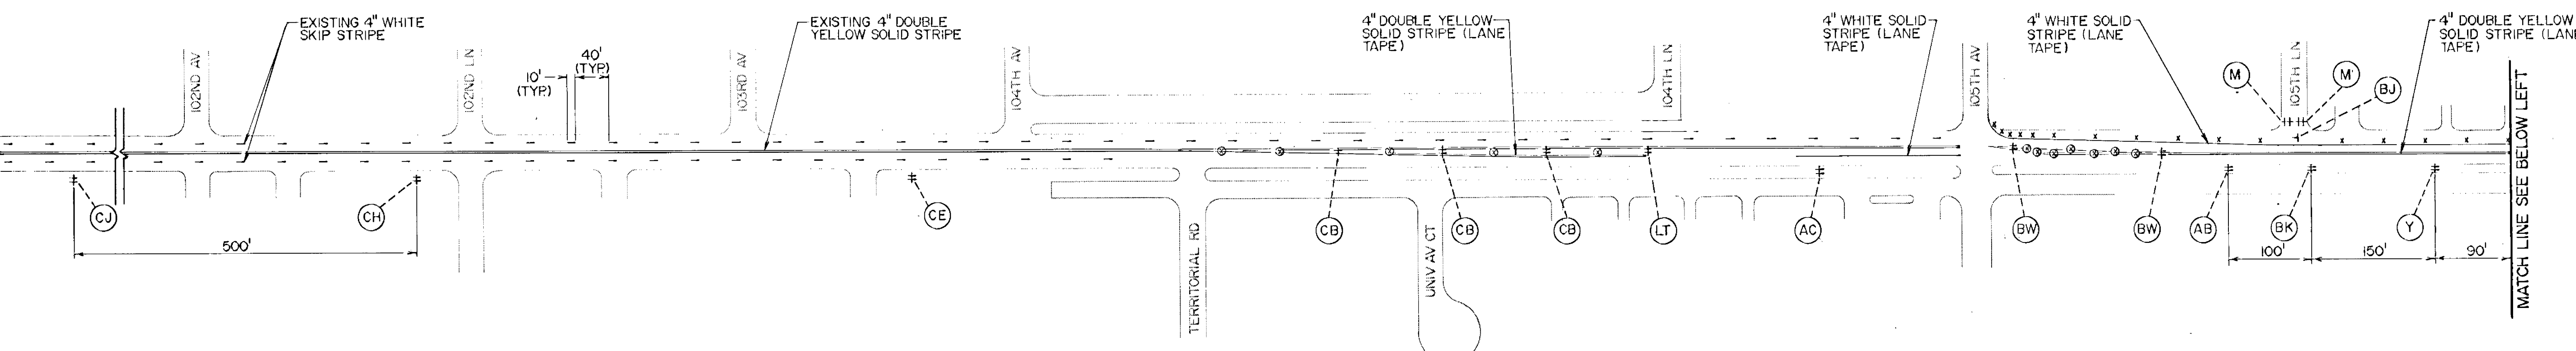 EXISTING 4" WHITE
SKIP STRIPE
EXISTING 4" DOUBLE
YELLOW SOLID STRIPE
4" DOUBLE YELLOW
SOLID STRIPE (LANE
TAPE)
4" WHITE SOLID
STRIPE (LANE
TAPE)
4" WHITE SOLID
STRIPE (LANE
TAPE)
4" DOUBLE YELLOW
SOLID STRIPE (LANE
TAPE)
102ND AV
102ND LN
10'
(TYP.)
40'
(TYP.)
103RD AV
104TH AV
104TH LN
105TH AV
105TH LN
M
M'
BJ
CJ
CH
CE
CB
CB
CB
LT
AC
BW
BW
AB
BK
Y
500'
100'
150'
90'
TERRITORIAL RD
UNIV AV CT
MATCH LINE SEE BELOW LEFT